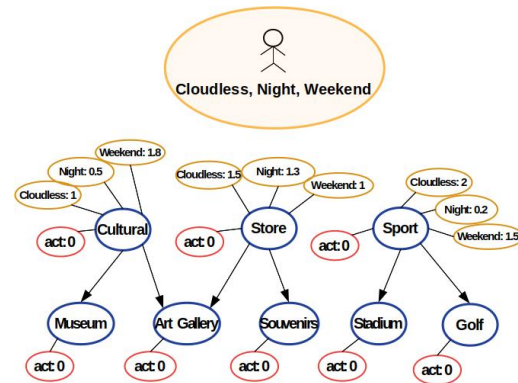 Cloudless, Night, Weekend
Weekend: 1.8
Night: 0.5
Cloudless: 1
act: 0
Cultural
Cloudless: 1.5
Night: 1.3
Weekend: 1
act: 0
Store
Cloudless: 2
Night: 0.2
Weekend: 1.5
act: 0
Sport
Museum
Art Gallery
Souvenirs
Stadium
Golf
act: 0
act: 0
act: 0
act: 0
act: 0